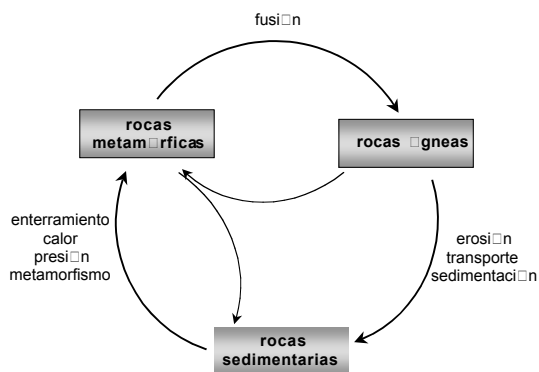 fusi□n
rocas
metam□rficas
rocas □gneas
enterramiento
calor
presi□n
metamorfismo
erosi□n
transporte
sedimentaci□n
rocas
sedimentarias